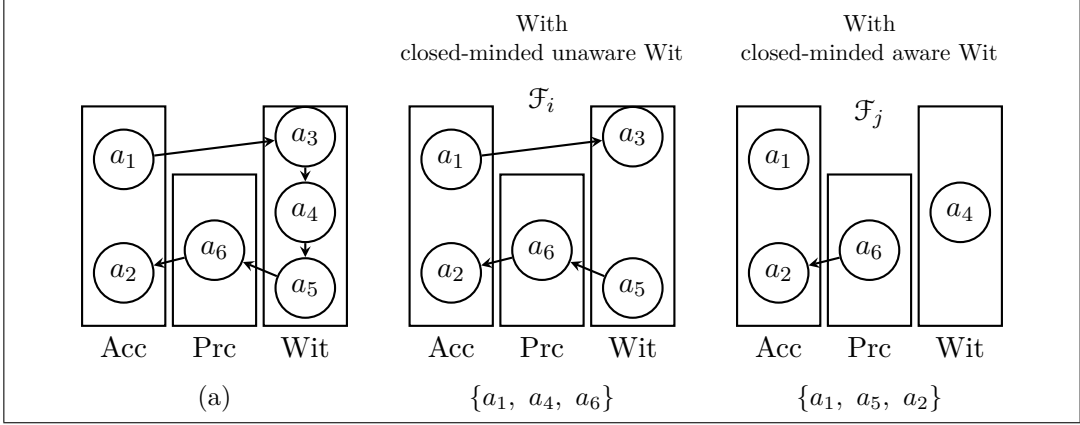 With
closed-minded unaware Wit
With
closed-minded aware Wit
ℱi
ℱj
a1
a3
a4
a6
a2
a5
a1
a3
a6
a2
a5
a1
a4
a6
a2
Acc Prc Wit
Acc Prc Wit
Acc Prc Wit
(a)
{a1, a4, a6}
{a1, a5, a2}